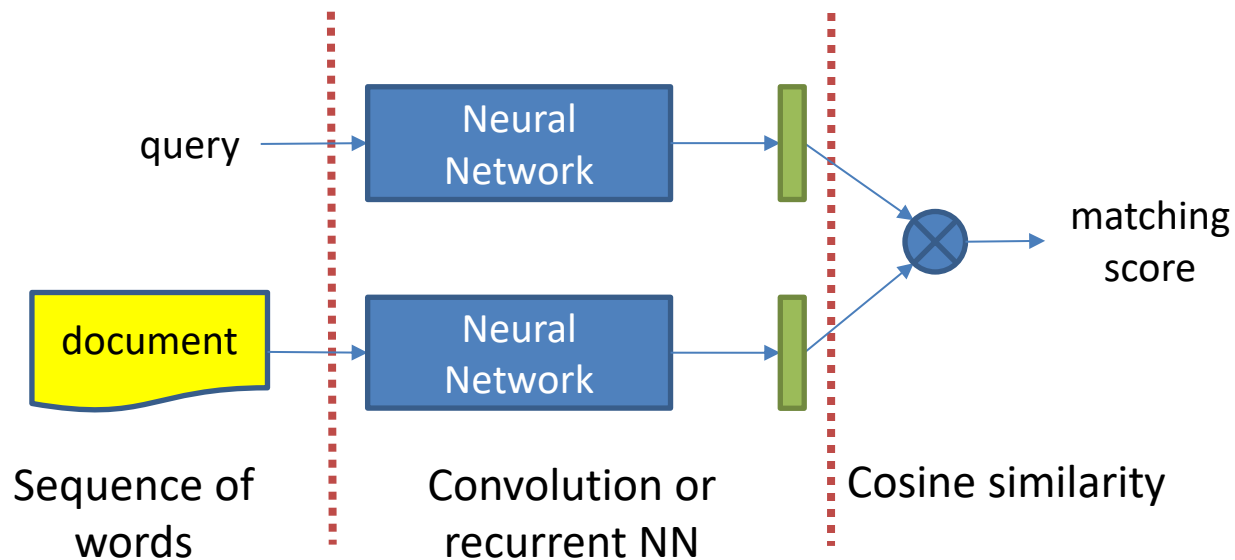 query
Neural
Network
matching
score
document
Neural
Network
Sequence of
words
Convolution or
recurrent NN
Cosine similarity